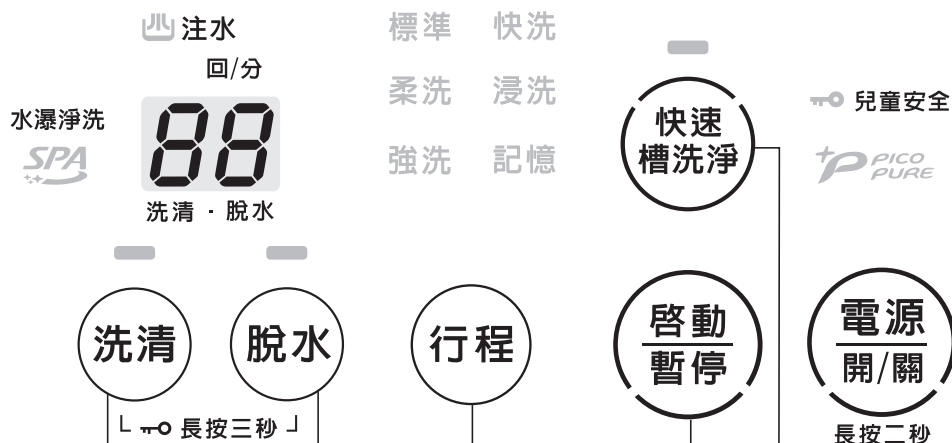 注水
回/分
水瀑淨洗
SPA
88
洗清・脫水
標準 快洗
柔洗 浸洗
強洗 記憶
快速
槽洗淨
兒童安全
PICO
PURE
洗清
脫水
行程
啓動
暫停
電源
開/關
長按三秒
長按二秒